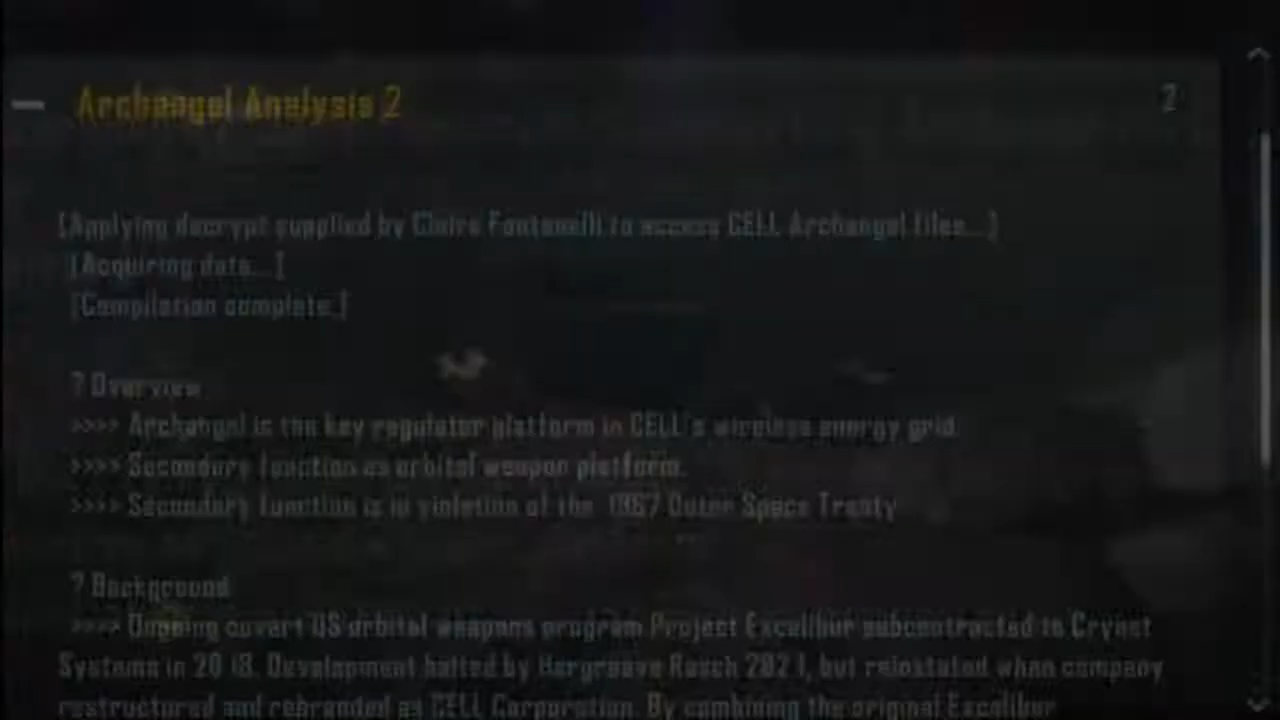 Archangel Analysis 2
2
[Applying decrypt supplied by Claire Fontanelli to access CELL Archangel files...]
[Acquiring data...]
[Compilation complete.]
? Overview
>>>> Archangel is the key regulator platform in CELL's wireless energy grid.
>>>> Secondary function as orbital weapon platform.
>>>> Secondary function is in violation of the 1967 Outer Space Treaty
? Background
>>>> Ongoing covert US orbital weapons program Project Excalibur subcontracted to Crynet
Systems in 2018. Development halted by Hargreave Rasch 2021, but reinstated when company
restructured and rebranded as CELL Corporation. By combining the original Excalibur